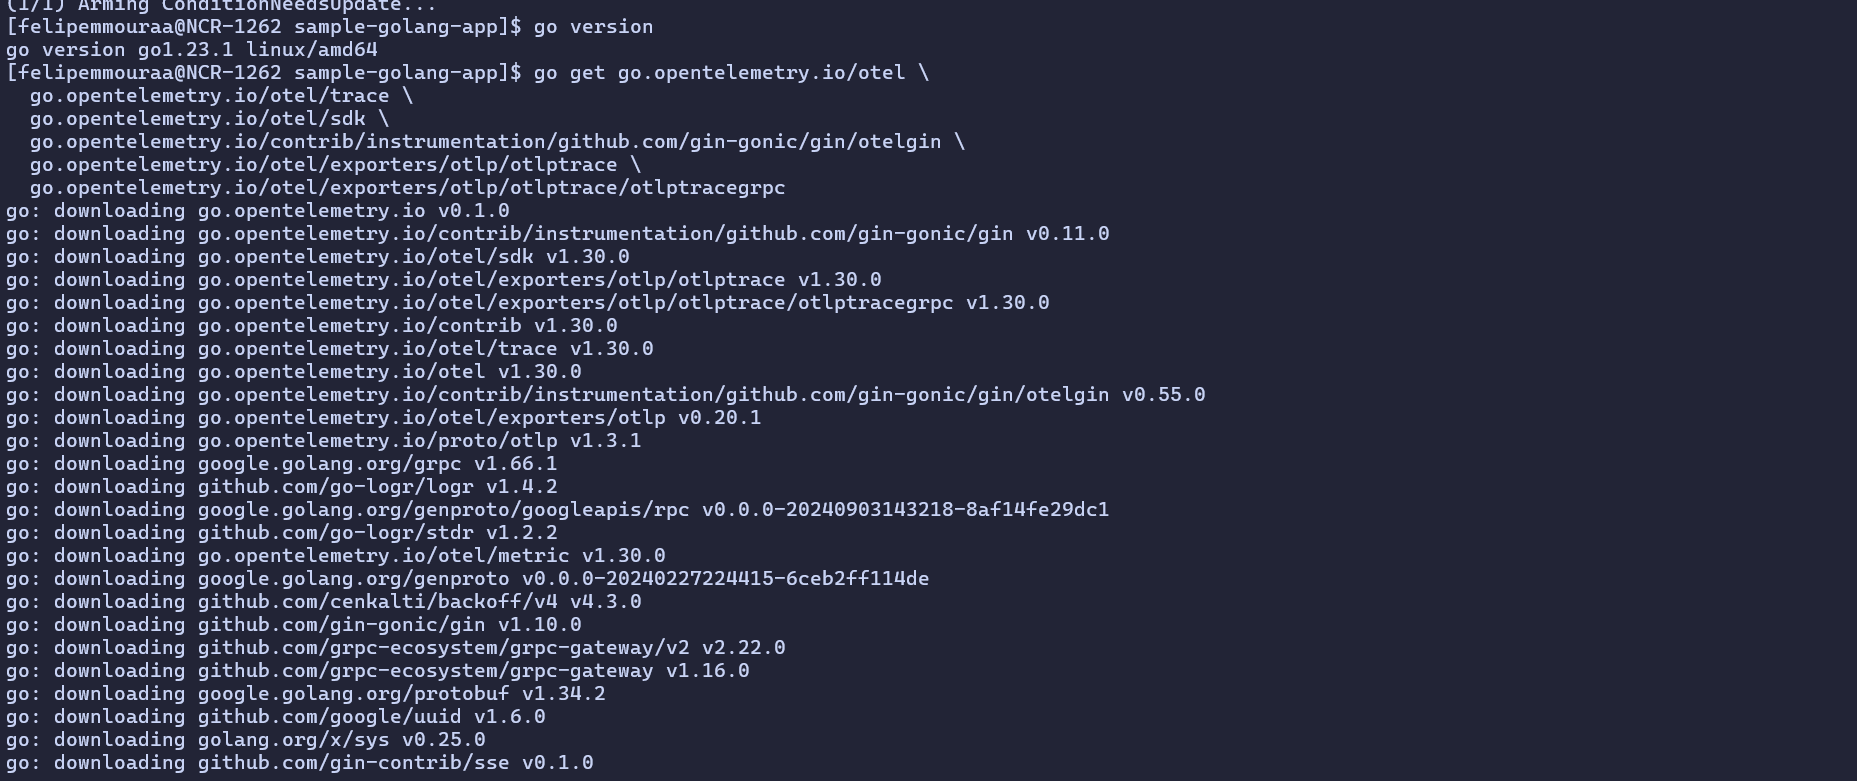 (1/1) Arming ConditionNeedsUpdate...
[felipemmouraa@NCR-1262 sample-golang-app]$ go version
go version go1.23.1 linux/amd64
[felipemmouraa@NCR-1262 sample-golang-app]$ go get go.opentelemetry.io/otel \
  go.opentelemetry.io/otel/trace \
  go.opentelemetry.io/otel/sdk \
  go.opentelemetry.io/contrib/instrumentation/github.com/gin-gonic/gin/otelgin \
  go.opentelemetry.io/otel/exporters/otlp/otlptrace \
  go.opentelemetry.io/otel/exporters/otlp/otlptrace/otlptracegrpc
go: downloading go.opentelemetry.io v0.1.0
go: downloading go.opentelemetry.io/contrib/instrumentation/github.com/gin-gonic/gin v0.11.0
go: downloading go.opentelemetry.io/otel/sdk v1.30.0
go: downloading go.opentelemetry.io/otel/exporters/otlp/otlptrace v1.30.0
go: downloading go.opentelemetry.io/otel/exporters/otlp/otlptrace/otlptracegrpc v1.30.0
go: downloading go.opentelemetry.io/contrib v1.30.0
go: downloading go.opentelemetry.io/otel/trace v1.30.0
go: downloading go.opentelemetry.io/otel v1.30.0
go: downloading go.opentelemetry.io/contrib/instrumentation/github.com/gin-gonic/gin/otelgin v0.55.0
go: downloading go.opentelemetry.io/otel/exporters/otlp v0.20.1
go: downloading go.opentelemetry.io/proto/otlp v1.3.1
go: downloading google.golang.org/grpc v1.66.1
go: downloading github.com/go-logr/logr v1.4.2
go: downloading google.golang.org/genproto/googleapis/rpc v0.0.0-20240903143218-8af14fe29dc1
go: downloading github.com/go-logr/stdr v1.2.2
go: downloading go.opentelemetry.io/otel/metric v1.30.0
go: downloading google.golang.org/genproto v0.0.0-20240227224415-6ceb2ff114de
go: downloading github.com/cenkalti/backoff/v4 v4.3.0
go: downloading github.com/gin-gonic/gin v1.10.0
go: downloading github.com/grpc-ecosystem/grpc-gateway/v2 v2.22.0
go: downloading github.com/grpc-ecosystem/grpc-gateway v1.16.0
go: downloading google.golang.org/protobuf v1.34.2
go: downloading github.com/google/uuid v1.6.0
go: downloading golang.org/x/sys v0.25.0
go: downloading github.com/gin-contrib/sse v0.1.0